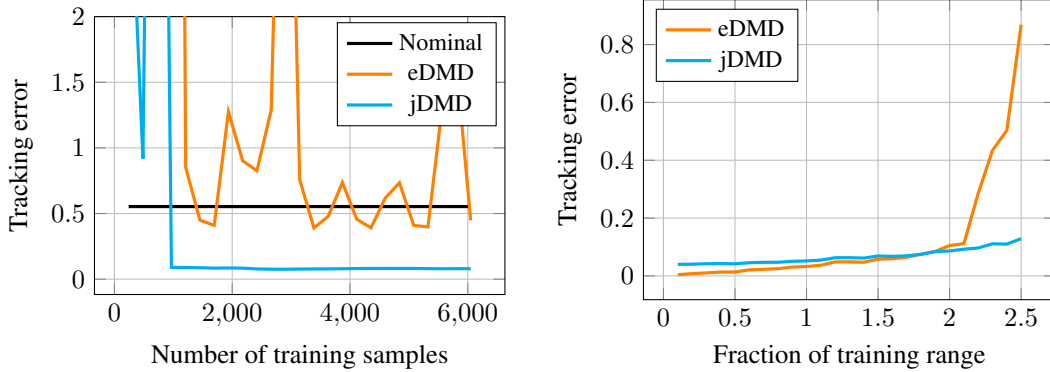 2
1.5
1
0.5
0
Tracking error
Nominal
eDMD
jDMD
0
2,000
4,000
6,000
Number of training samples
0.8
0.6
0.4
0.2
0
Tracking error
eDMD
jDMD
0
0.5
1
1.5
2
2.5
Fraction of training range